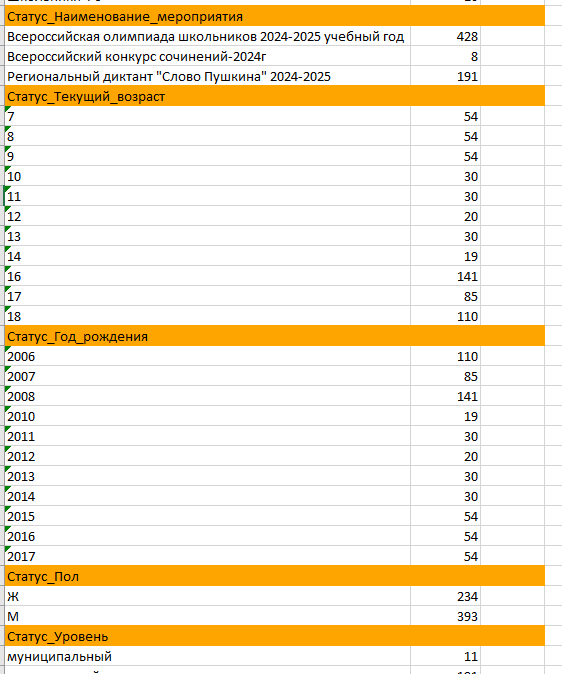 Статус_Наименование_мероприятия
Всероссийская олимпиада школьников 2024-2025 учебный год 428
Всероссийский конкурс сочинений-2024г 8
Региональный диктант "Слово Пушкина" 2024-2025 191
Статус_Текущий_возраст
7 54
8 54
9 54
10 30
11 30
12 20
13 30
14 19
16 141
17 85
18 110
Статус_Год_рождения
2006 110
2007 85
2008 141
2010 19
2011 30
2012 20
2013 30
2014 30
2015 54
2016 54
2017 54
Статус_Пол
Ж 234
М 393
Статус_Уровень
муниципальный 11